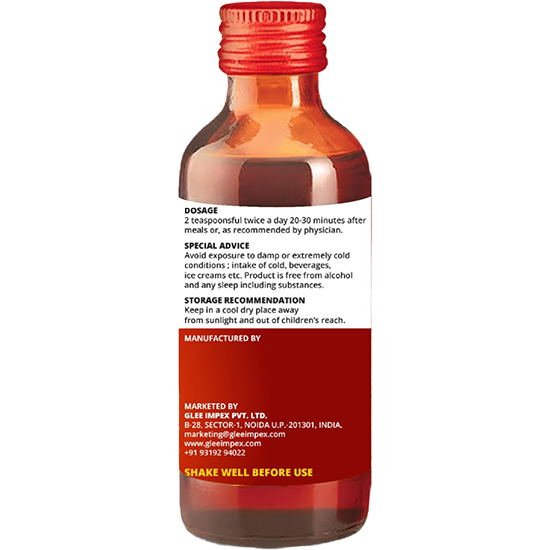 DOSAGE
2 teaspoonsful twice a day 20-30 minutes after
meals or, as recommended by physician.
SPECIAL ADVICE
Avoid exposure to damp or extremely cold
conditions ; intake of cold, beverages,
ice creams etc. Product is free from alcohol
and any sleep including substances.
STORAGE RECOMMENDATION
Keep in a cool dry place away
from sunlight and out of children's reach.
MANUFACTURED BY
MARKETED BY
GLEE IMPEX PVT. LTD.
B-28, SECTOR-1, NOIDA U.P.-201301, INDIA.
marketing@gleeimpex.com
www.gleeimpex.com
+91 93192 94022
SHAKE WELL BEFORE USE